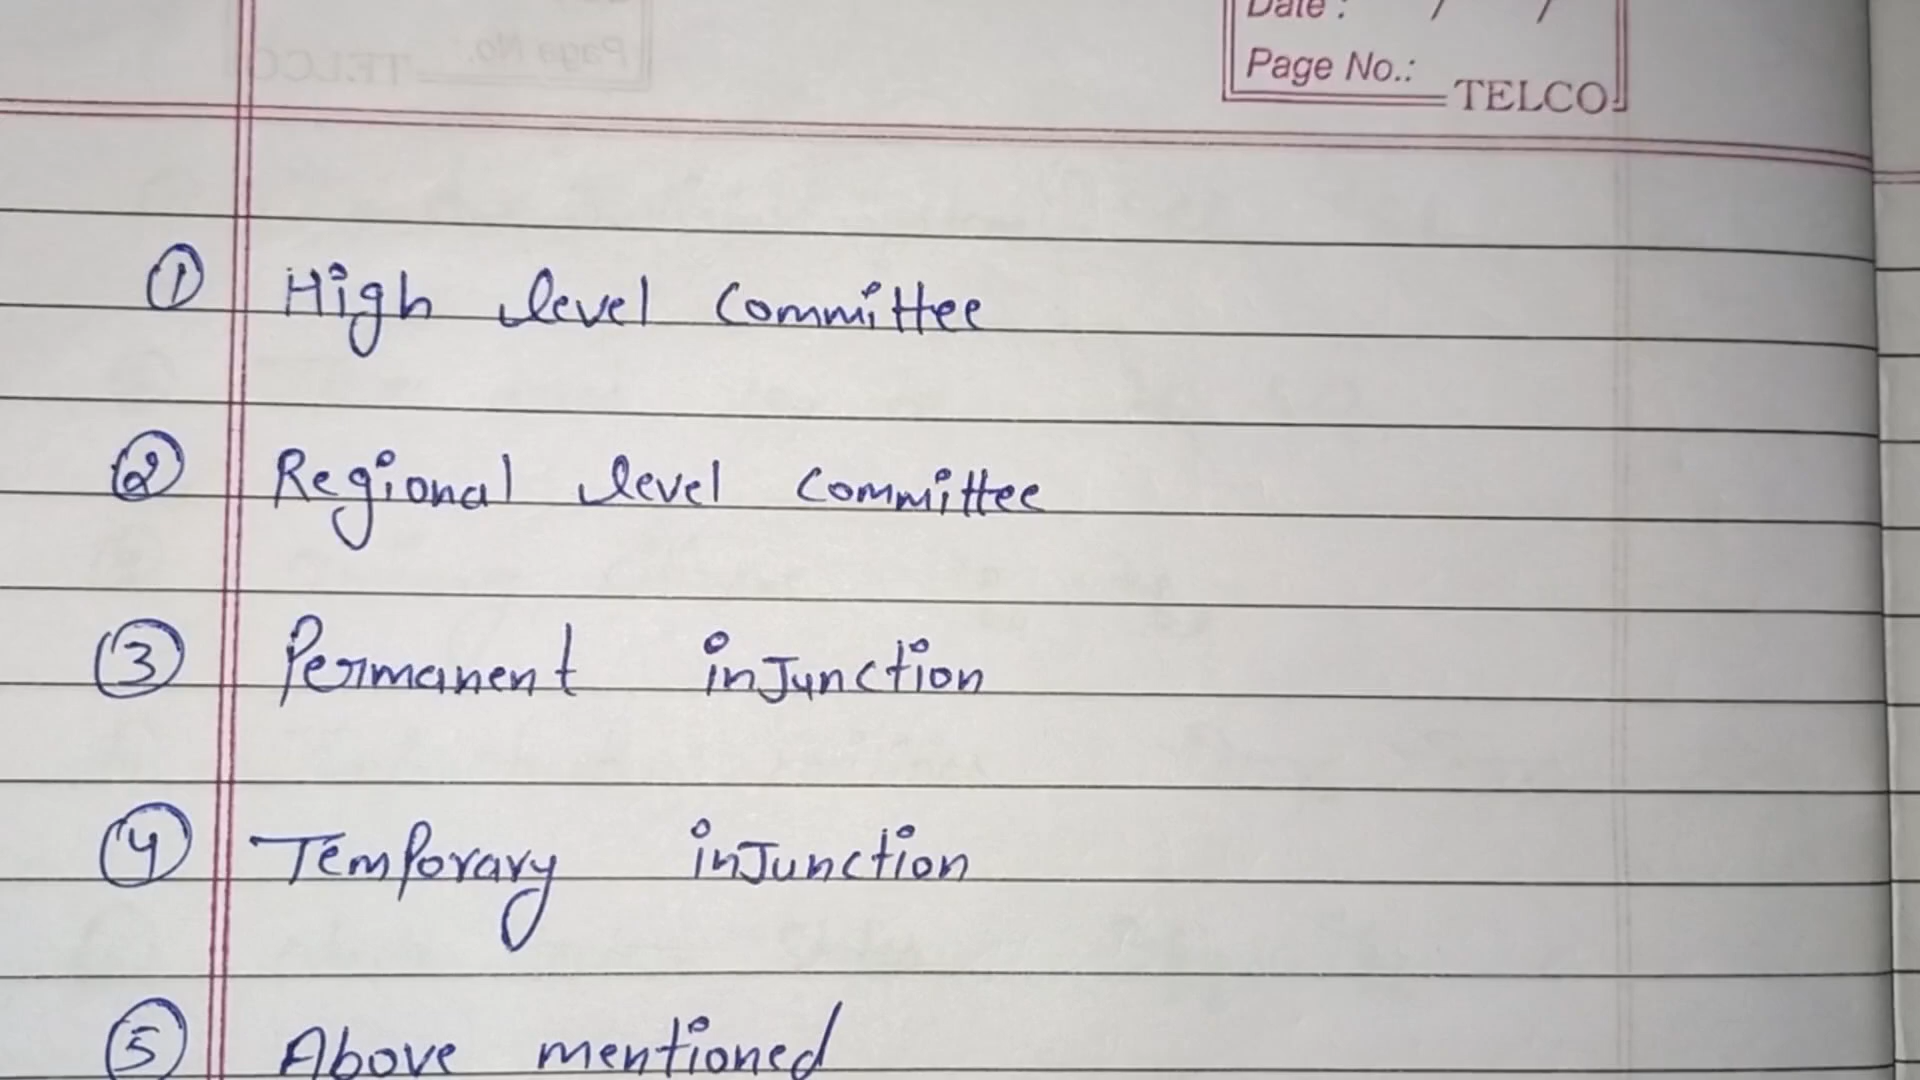 Date : / /
Page No.:
TELCO
① High level committee
② Regional level committee
③ Permanent injunction
④ Temporary injunction
⑤ Above mentioned